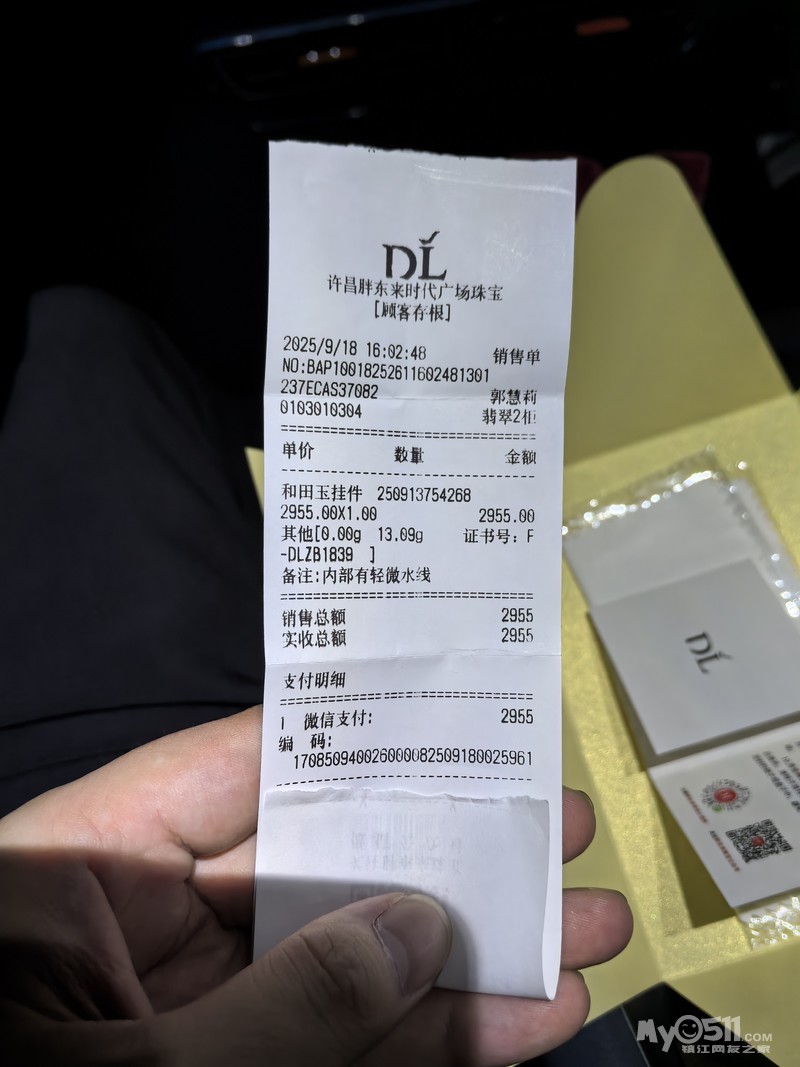 DL
许昌胖东来时代广场珠宝
[顾客存根]
2025/9/18 16:02:48 销售单
NO:BAP10018252611602481301
237ECAS37082 郭慧莉
0103010304 翡翠2柜
单价 数量 金额
和田玉挂件 250913754268
2955.00X1.00 2955.00
其他[0.00g 13.09g 证书号：F
-DLZB1839 ]
备注:内部有轻微水线
销售总额 2955
实收总额 2955
支付明细
1 微信支付: 2955
编 码:
1708509400260000082509180025961
DL
My0511.COM
镇江网友之家